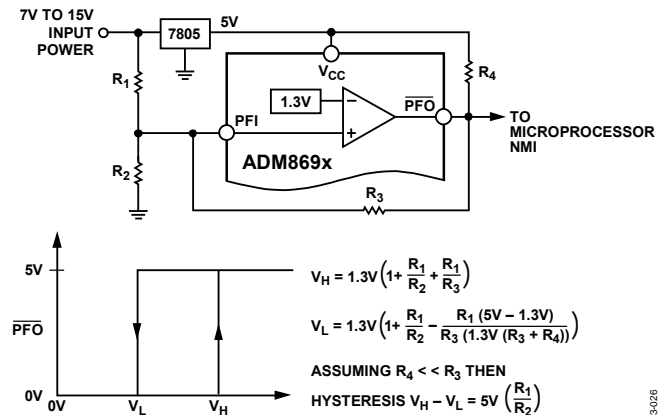 7V TO 15V
INPUT
POWER
7805
5V
R1
R2
VCC
1.3V
PFI
PFO
ADM869x
R4
TO
MICROPROCESSOR
NMI
R3
5V
PFO
0V
0V
VL
VH
VH = 1.3V(1+ R1/R2 + R1/R3)
VL = 1.3V(1+ R1/R2 − R1 (5V − 1.3V)/R3 (1.3V (R3 + R4)))
ASSUMING R4 << R3 THEN
HYSTERESIS VH − VL = 5V (R1/R2)
3-026